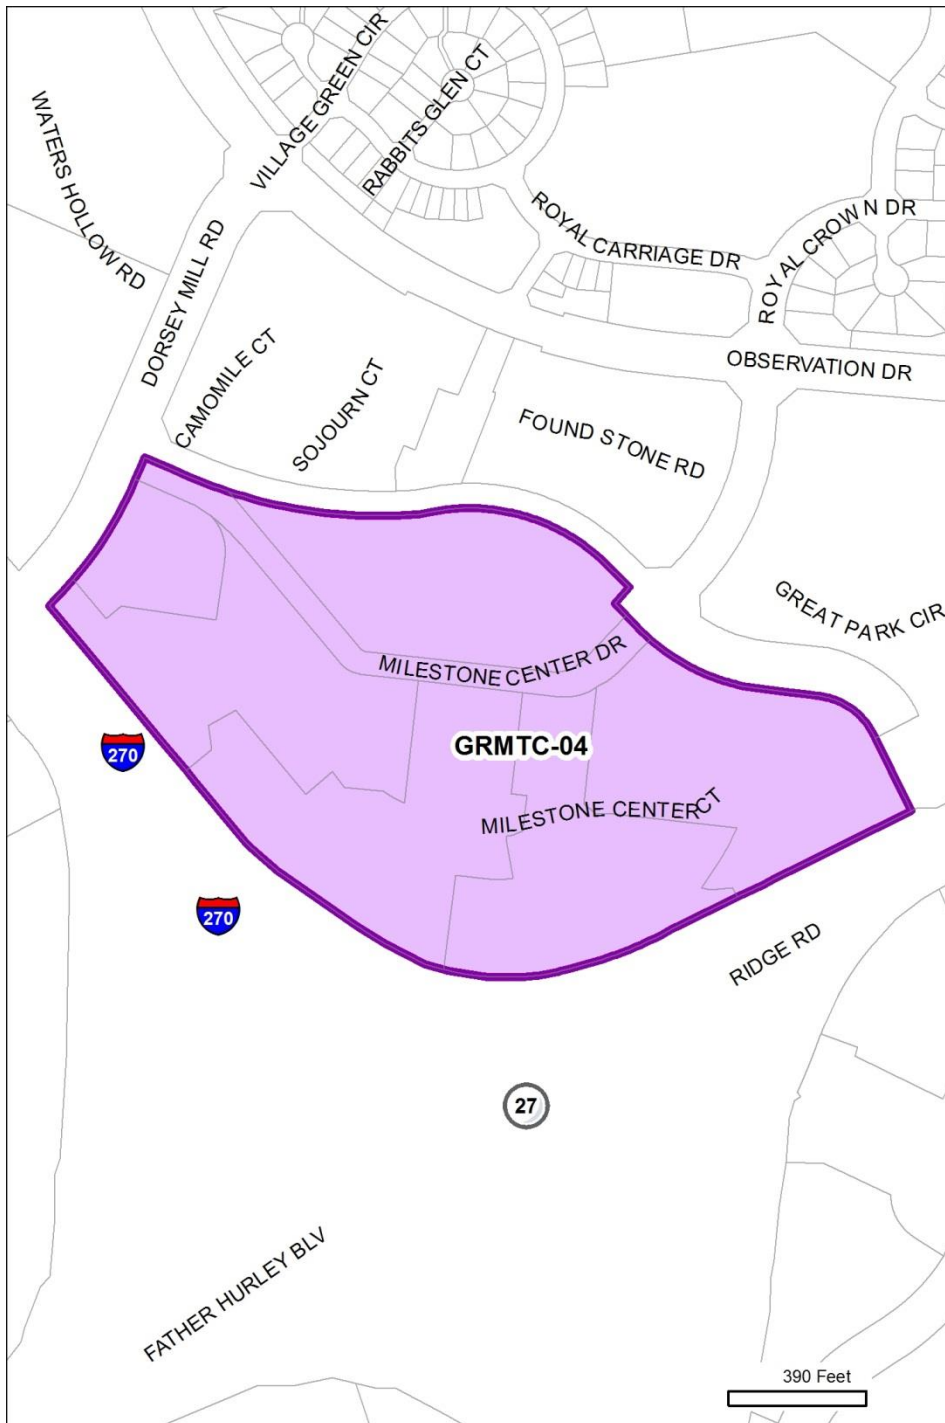 VILLAGE GREEN CIR
RABBITS GLEN CT
WATERS HOLLOW RD
ROYAL CARRIAGE DR
ROYAL CROWN DR
DORSEY MILL RD
OBSERVATION DR
CAMOMILE CT
SOJOURN CT
FOUND STONE RD
GREAT PARK CIR
MILESTONE CENTER DR
GRMTC-04
270
MILESTONE CENTER CT
270
RIDGE RD
27
FATHER HURLEY BLV
390 Feet